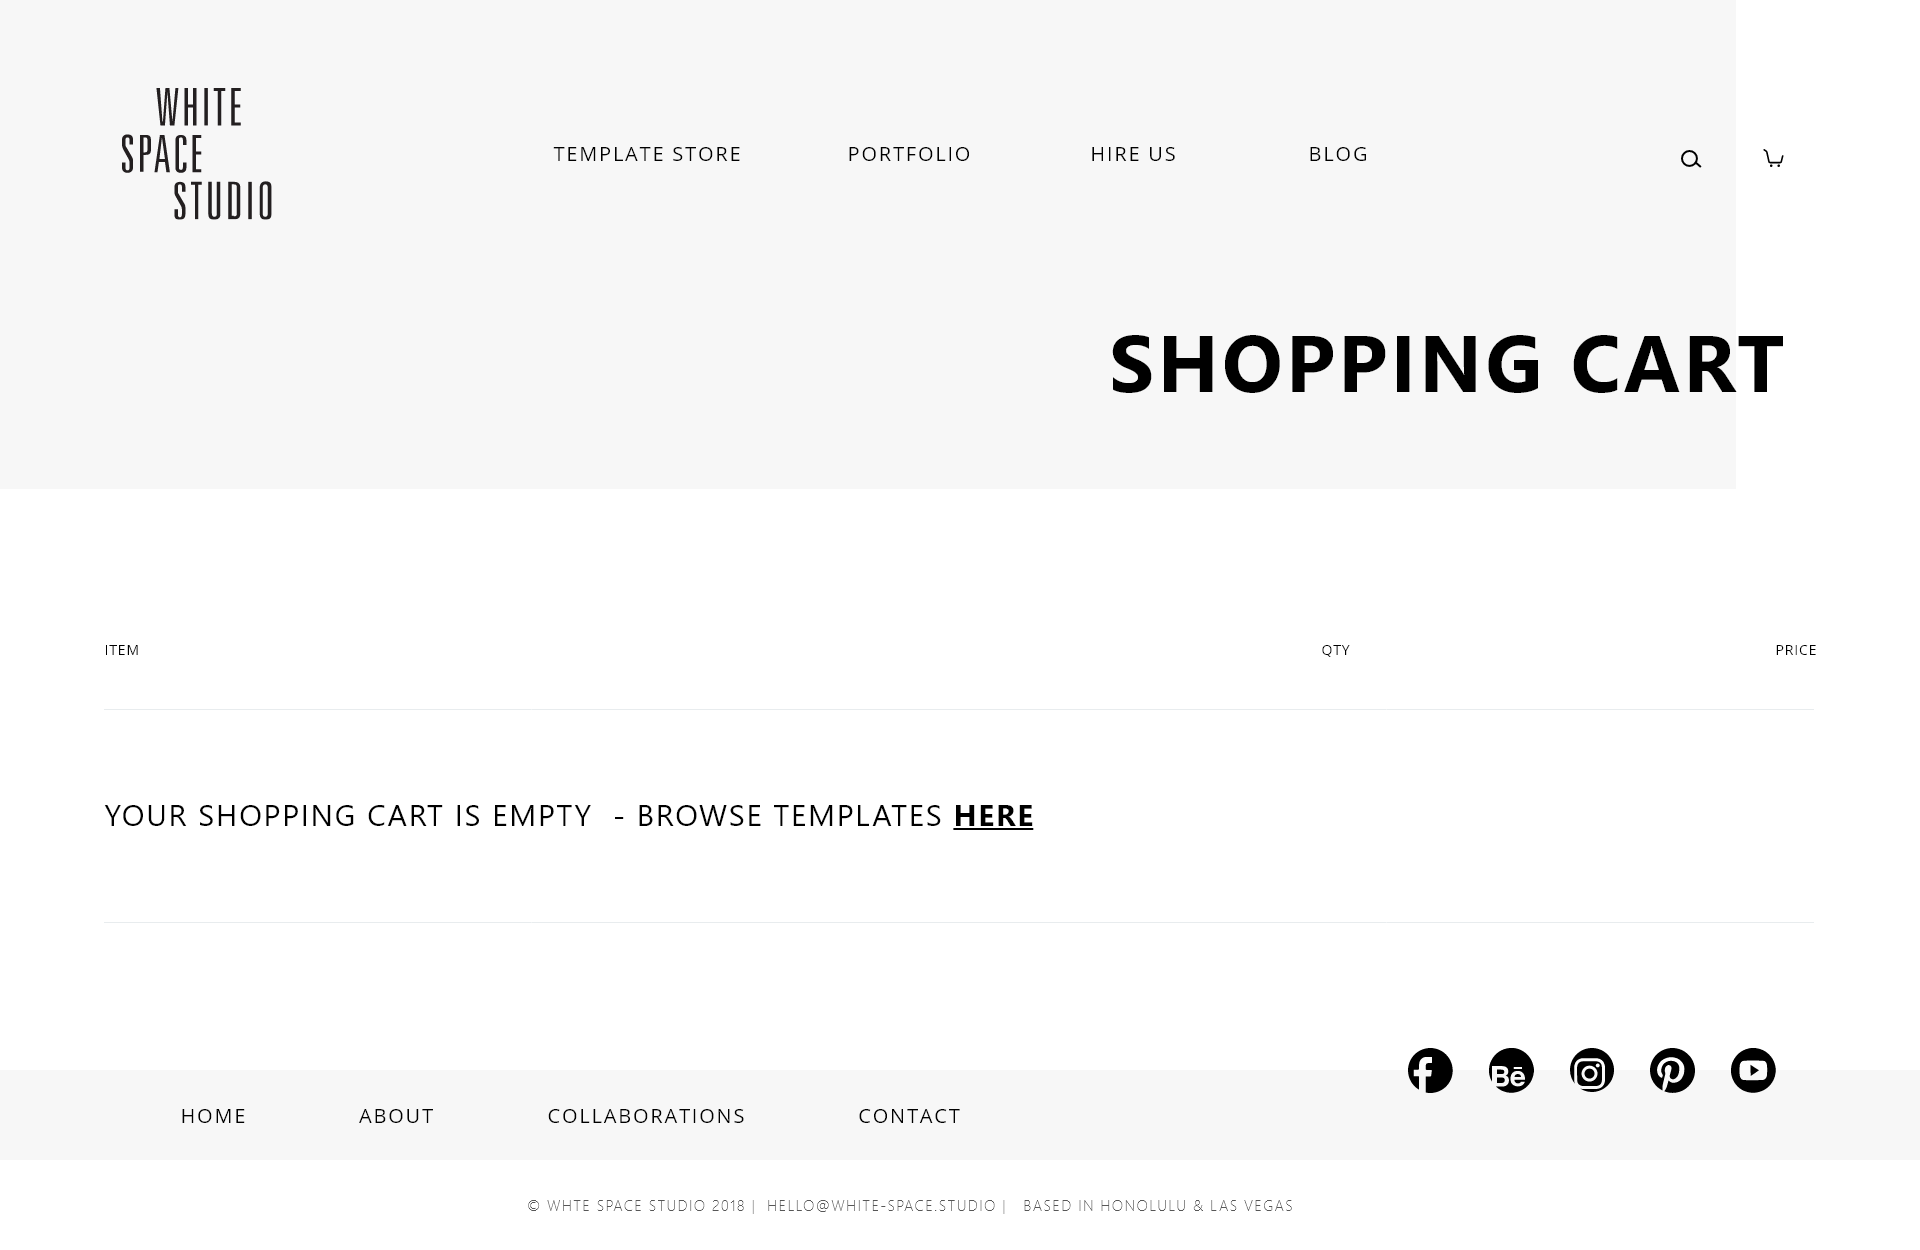 WHITE
SPACE
STUDIO
TEMPLATE STORE PORTFOLIO HIRE US BLOG
SHOPPING CART
ITEM QTY PRICE
YOUR SHOPPING CART IS EMPTY - BROWSE TEMPLATES HERE
Bē
HOME ABOUT COLLABORATIONS CONTACT
© WHTE SPACE STUDIO 2018 | HELLO@WHITE-SPACE.STUDIO | BASED IN HONOLULU & LAS VEGAS